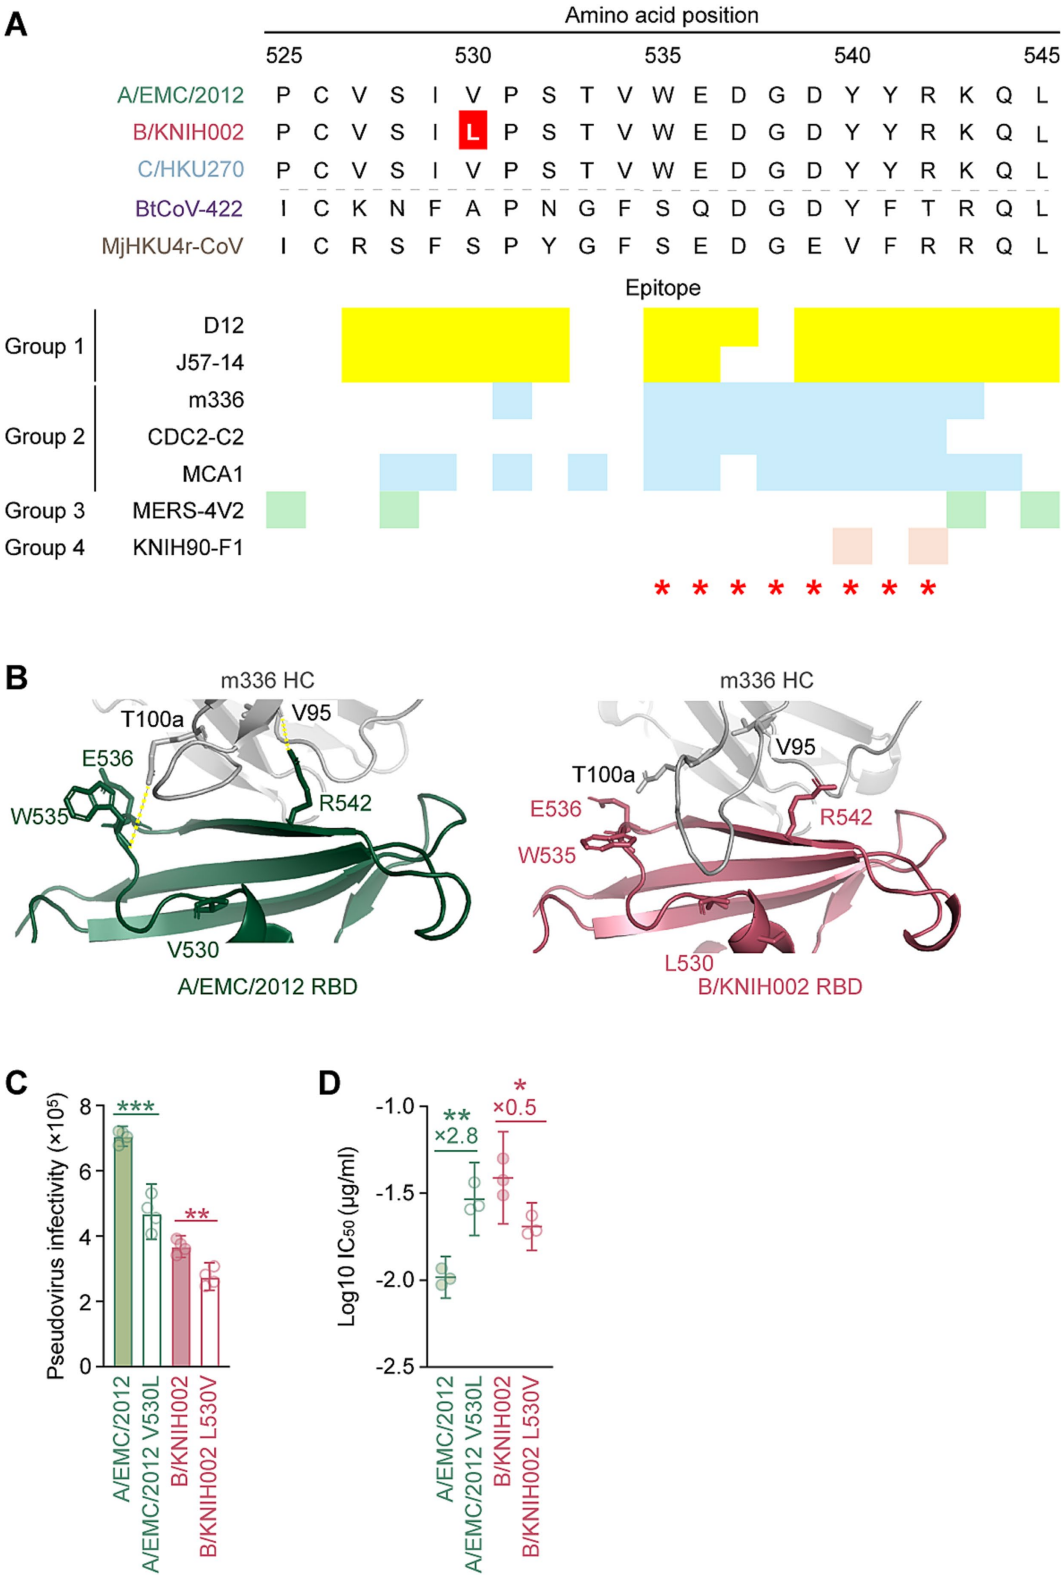 A
Amino acid position
525 530 535 540 545
A/EMC/2012 P C V S I V P S T V W E D G D Y Y R K Q L
B/KNIH002 P C V S I L P S T V W E D G D Y Y R K Q L
C/HKU270 P C V S I V P S T V W E D G D Y Y R K Q L
BtCoV-422 I C K N F A P N G F S Q D G D Y F T R Q L
MjHKU4r-CoV I C R S F S P Y G F S E D G E V F R R Q L
Epitope
Group 1
D12
J57-14
Group 2
m336
CDC2-C2
MCA1
Group 3 MERS-4V2
Group 4 KNIH90-F1
* * * * * * * *
B
m336 HC
T100a
V95
E536
W535
R542
V530
A/EMC/2012 RBD
m336 HC
V95
T100a
E536
R542
W535
L530
B/KNIH002 RBD
C
Pseudovirus infectivity (×10⁵)
8
6
4
2
0
***
**
A/EMC/2012
A/EMC/2012 V530L
B/KNIH002
B/KNIH002 L530V
D
Log10 IC₅₀ (µg/ml)
-1.0
-1.5
-2.0
-2.5
**
×2.8
*
×0.5
A/EMC/2012
A/EMC/2012 V530L
B/KNIH002
B/KNIH002 L530V